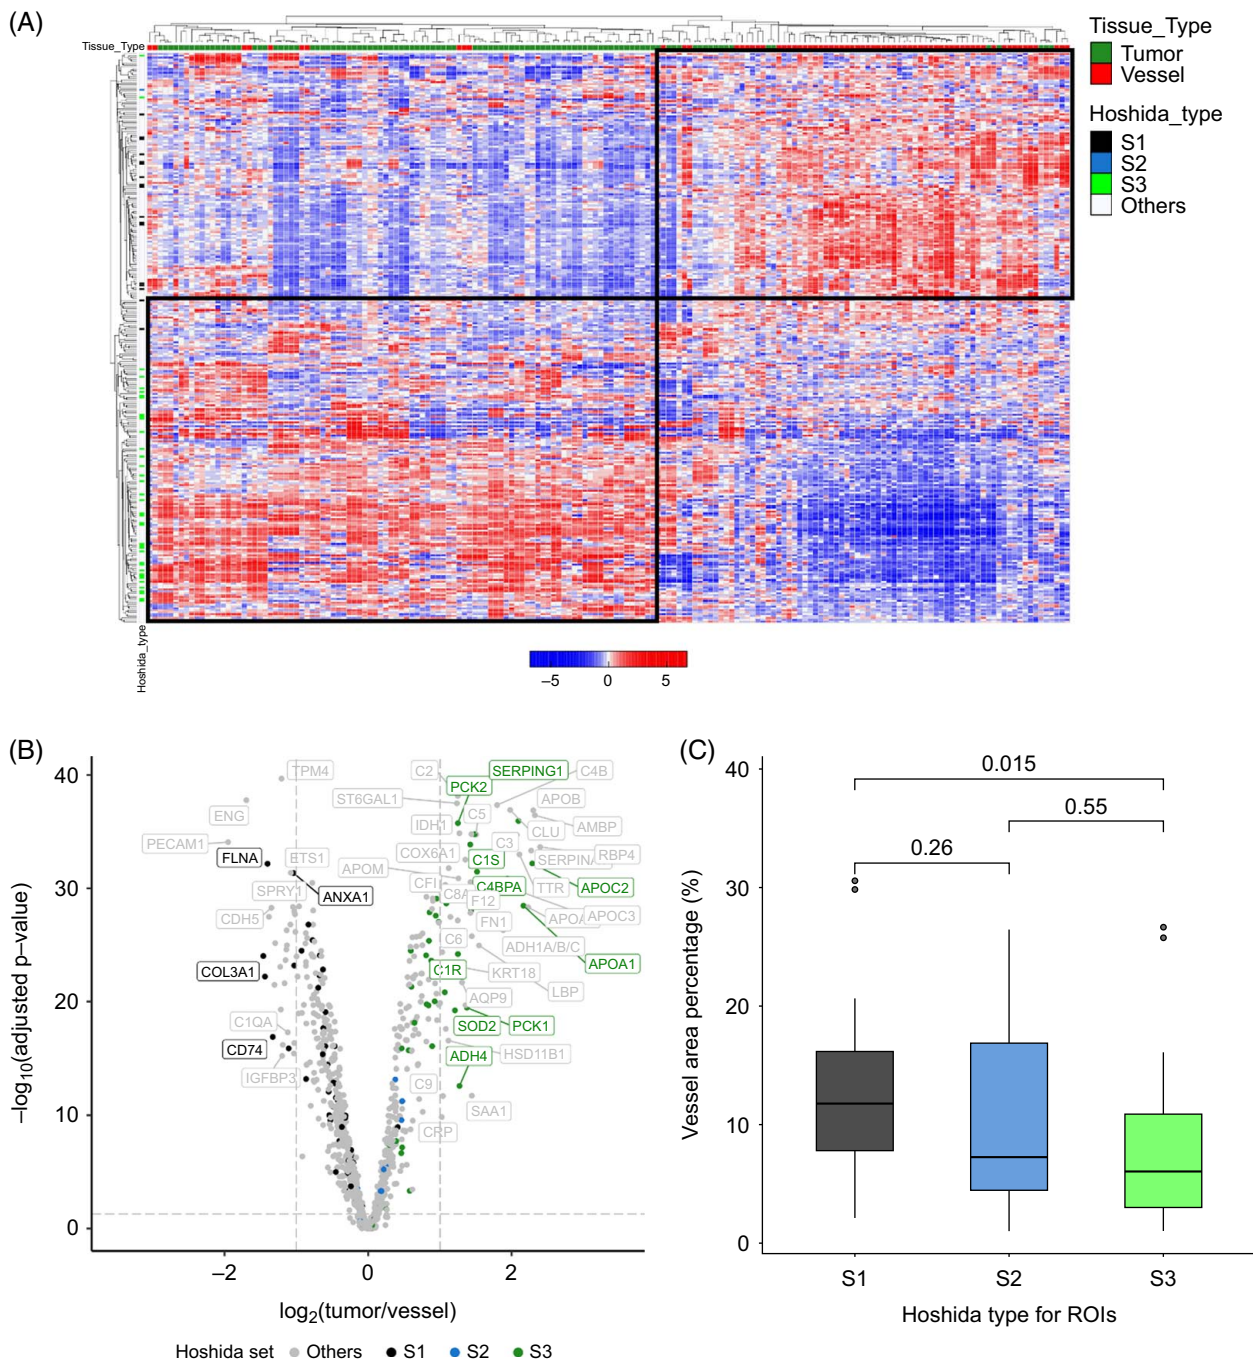 (A)
Tissue_Type
Tissue_Type
Tumor
Vessel
Hoshida_type
S1
S2
S3
Others
Hoshida_type
–5 0 5
(B)
40
30
20
10
0
–log10(adjusted p–value)
TPM4
C2
SERPING1
C4B
PCK2
ENG
ST6GAL1
C5
APOB
IDH1
CLU
AMBP
PECAM1
FLNA
ETS1
COX6A1
C3
RBP4
APOM
C1S
SPRY1
ANXA1
CFI
C4BPA
TTR
APOC2
CDH5
F12
APOC3
FN1
C6
ADH1A/B/C
COL3A1
C1R
KRT18
APOA1
LBP
AQP9
C1QA
SOD2
PCK1
CD74
ADH4
HSD11B1
IGFBP3
C9
SAA1
CRP
–2 0 2
log2(tumor/vessel)
Hoshida set Others S1 S2 S3
(C)
40
30
20
10
0
Vessel area percentage (%)
0.015
0.55
0.26
S1 S2 S3
Hoshida type for ROIs